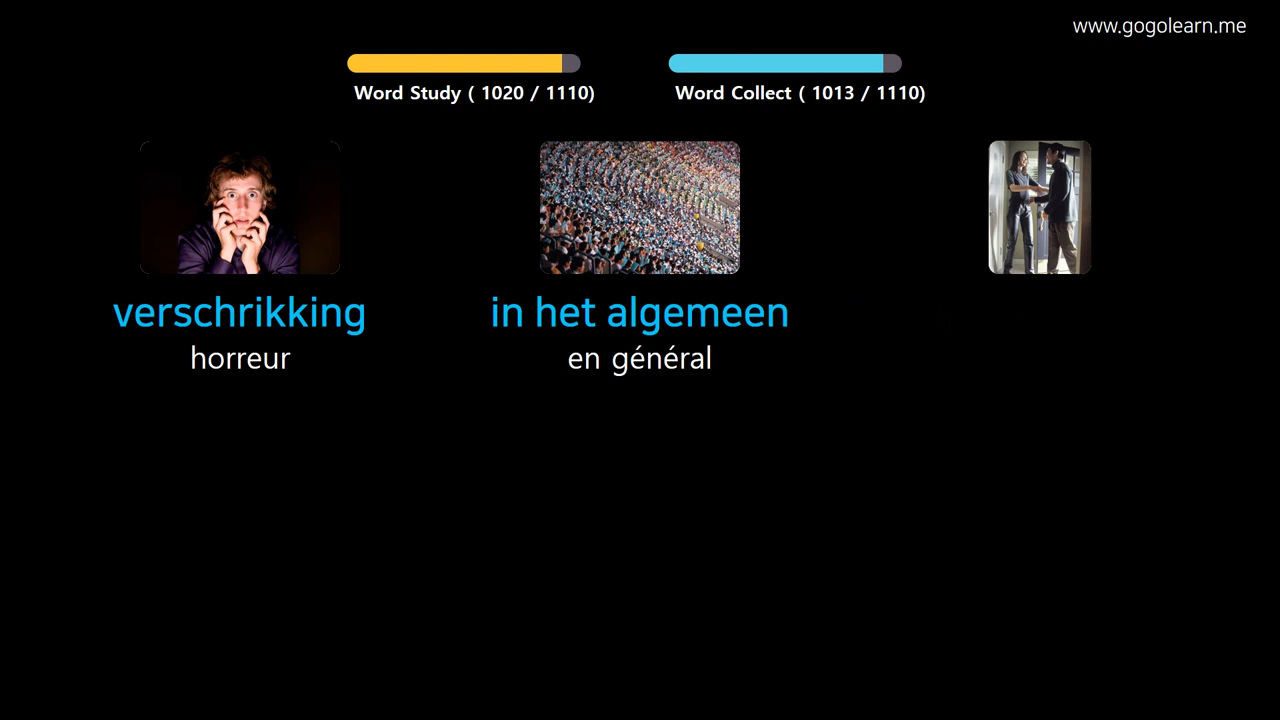 www.gogolearn.me
Word Study ( 1020 / 1110)
Word Collect ( 1013 / 1110)
verschrikking
horreur
in het algemeen
en général